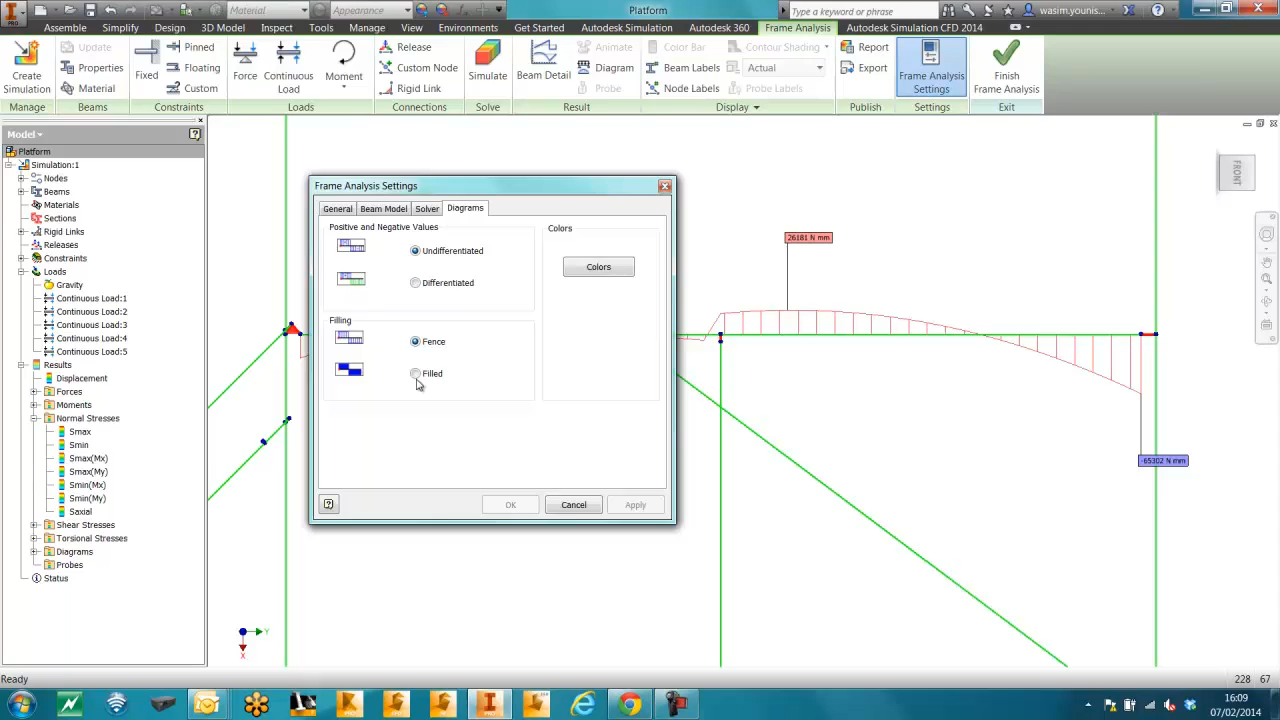 Material
Appearance
Platform
Type a keyword or phrase
wasim.younis...
PRO
Assemble
Simplify
Design
3D Model
Inspect
Tools
Manage
View
Environments
Get Started
Autodesk Simulation
Autodesk 360
Frame Analysis
Autodesk Simulation CFD 2014
Create
Simulation
Update
Properties
Material
Fixed
Pinned
Floating
Custom
Force
Continuous
Load
Moment
Release
Custom Node
Rigid Link
Simulate
Beam Detail
Animate
Diagram
Probe
Color Bar
Beam Labels
Node Labels
Contour Shading
Actual
Probe Labels
Report
Export
Frame Analysis
Settings
Finish
Frame Analysis
Manage
Beams
Constraints
Loads
Connections
Solve
Result
Display
Publish
Settings
Exit
Model
Platform
Simulation:1
Nodes
Beams
Materials
Sections
Rigid Links
Releases
Constraints
Loads
Gravity
Continuous Load:1
Continuous Load:2
Continuous Load:3
Continuous Load:4
Continuous Load:5
Results
Displacement
Forces
Moments
Normal Stresses
Smax
Smin
Smax(Mx)
Smax(My)
Smin(Mx)
Smin(My)
Saxial
Shear Stresses
Torsional Stresses
Diagrams
Probes
Status
Frame Analysis Settings
General
Beam Model
Solver
Diagrams
Positive and Negative Values
Undifferentiated
Differentiated
Filling
Fence
Filled
Colors
Colors
OK
Cancel
Apply
26181 N mm
-65302 N mm
FRONT
Y
X
Ready
228 67
16:09
07/02/2014